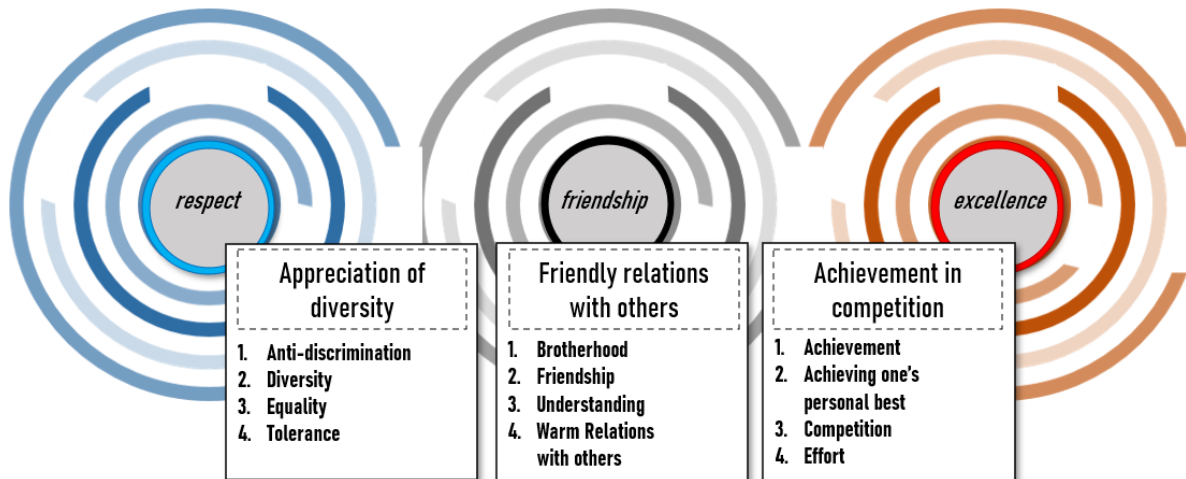 respect
friendship
excellence
Appreciation of
diversity
1. Anti-discrimination
2. Diversity
3. Equality
4. Tolerance
Friendly relations
with others
1. Brotherhood
2. Friendship
3. Understanding
4. Warm Relations
with others
Achievement in
competition
1. Achievement
2. Achieving one's
personal best
3. Competition
4. Effort